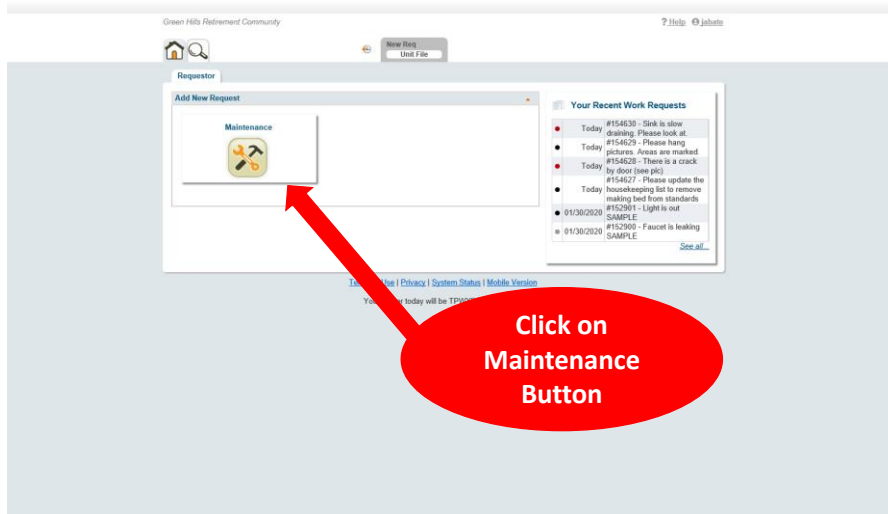 Green Hills Retirement Community
? Help jabate
New Req
Unit File
Requestor
Add New Request
Maintenance
Your Recent Work Requests
Today #154630 - Sink is slow
draining. Please look at.
Today #154629 - Please hang
pictures. Areas are marked
Today #154628 - There is a crack
by door (see pic)
Today #154627 - Please update the
housekeeping list to remove
making bed from standards
01/30/2020 #152901 - Light is out
SAMPLE
01/30/2020 #152900 - Faucet is leaking
SAMPLE
See all...
Use | Privacy | System Status | Mobile Version
today will be
Click on
Maintenance
Button